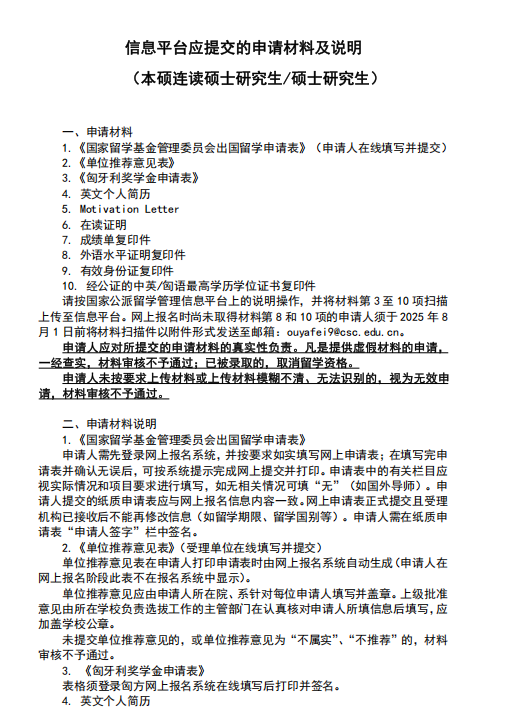 信息平台应提交的申请材料及说明
（本硕连读硕士研究生/硕士研究生）
一、申请材料
1.《国家留学基金管理委员会出国留学申请表》（申请人在线填写并提交）
2.《单位推荐意见表》
3.《匈牙利奖学金申请表》
4. 英文个人简历
5. Motivation Letter
6. 在读证明
7. 成绩单复印件
8. 外语水平证明复印件
9. 有效身份证复印件
10. 经公证的中英/匈语最高学历学位证书复印件
请按国家公派留学管理信息平台上的说明操作，并将材料第3至10项扫描
上传至信息平台。网上报名时尚未取得材料第8和10项的申请人须于2025年8
月1日前将材料扫描件以附件形式发送至邮箱：ouyafei9@csc.edu.cn。
申请人应对所提交的申请材料的真实性负责。凡是提供虚假材料的申请，
一经查实，材料审核不予通过；已被录取的，取消留学资格。
申请人未按要求上传材料或上传材料模糊不清、无法识别的，视为无效申
请，材料审核不予通过。
二、申请材料说明
1.《国家留学基金管理委员会出国留学申请表》
申请人需先登录网上报名系统，并按要求如实填写网上申请表；在填写完申
请表并确认无误后，可按系统提示完成网上提交并打印。申请表中的有关栏目应
视实际情况和项目要求进行填写，如无相关情况可填“无”（如国外导师）。申
请人提交的纸质申请表应与网上报名信息内容一致。网上申请表正式提交且受理
机构已接收后不能再修改信息（如留学期限、留学国别等）。申请人需在纸质申
请表“申请人签字”栏中签名。
2.《单位推荐意见表》（受理单位在线填写并提交）
单位推荐意见表在申请人打印申请表时由网上报名系统自动生成（申请人在
网上报名阶段此表不在报名系统中显示）。
单位推荐意见应由申请人所在院、系针对每位申请人填写并盖章。上级批准
意见由所在学校负责选拔工作的主管部门在认真核对申请人所填信息后填写，应
加盖学校公章。
未提交单位推荐意见的，或单位推荐意见为“不属实”、“不推荐”的，材料
审核不予通过。
3. 《匈牙利奖学金申请表》
表格须登录匈方网上报名系统在线填写后打印并签名。
4. 英文个人简历